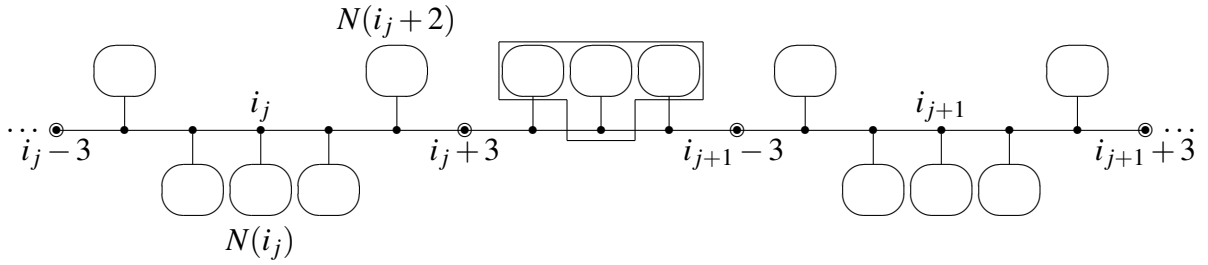 N(i_j + 2)
i_j
i_{j+1}
...
...
i_j − 3
i_j + 3
i_{j+1} − 3
i_{j+1} + 3
N(i_j)